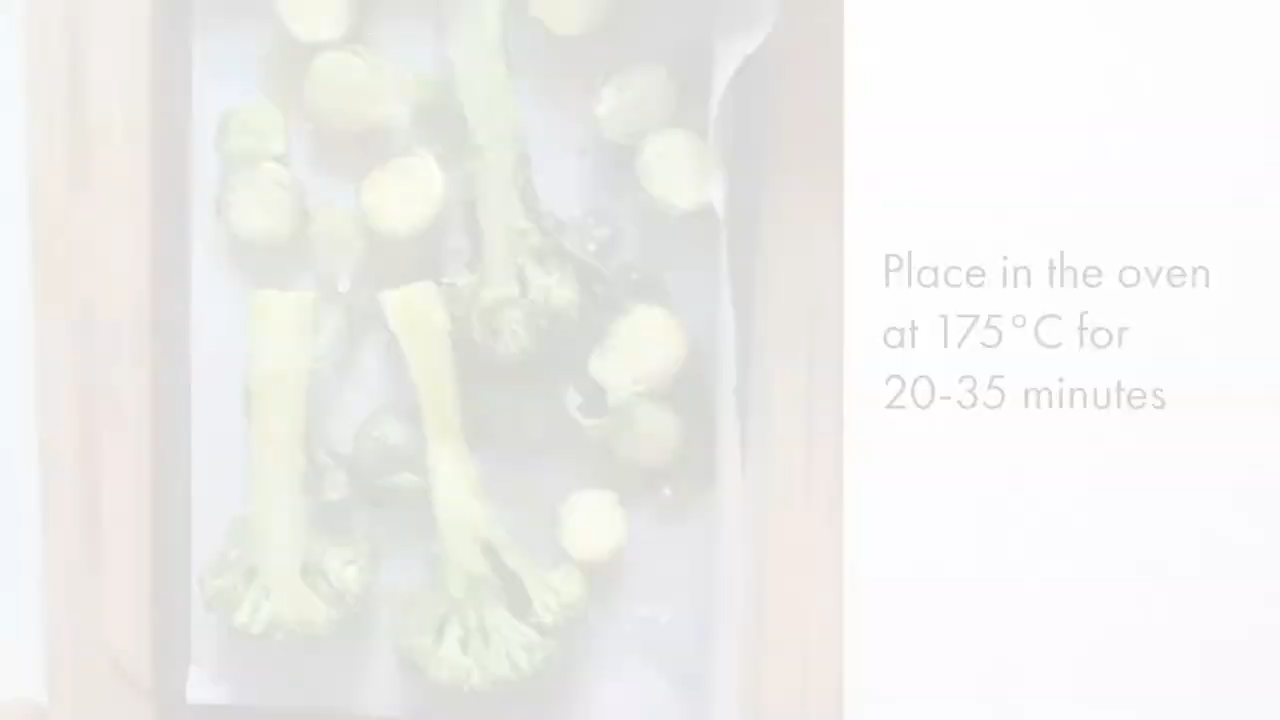 Place in the oven
at 175°C for
20-35 minutes